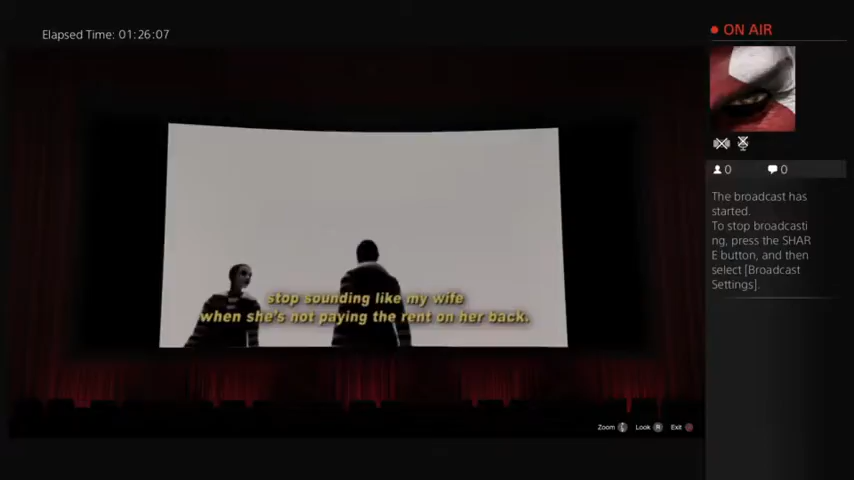 Elapsed Time: 01:26:07
ON AIR
0 0
The broadcast has
started.
To stop broadcasti
ng, press the SHAR
E button, and then
select [Broadcast
Settings].
stop sounding like my wife
when she's not paying the rent on her back.
Zoom L Look R Exit